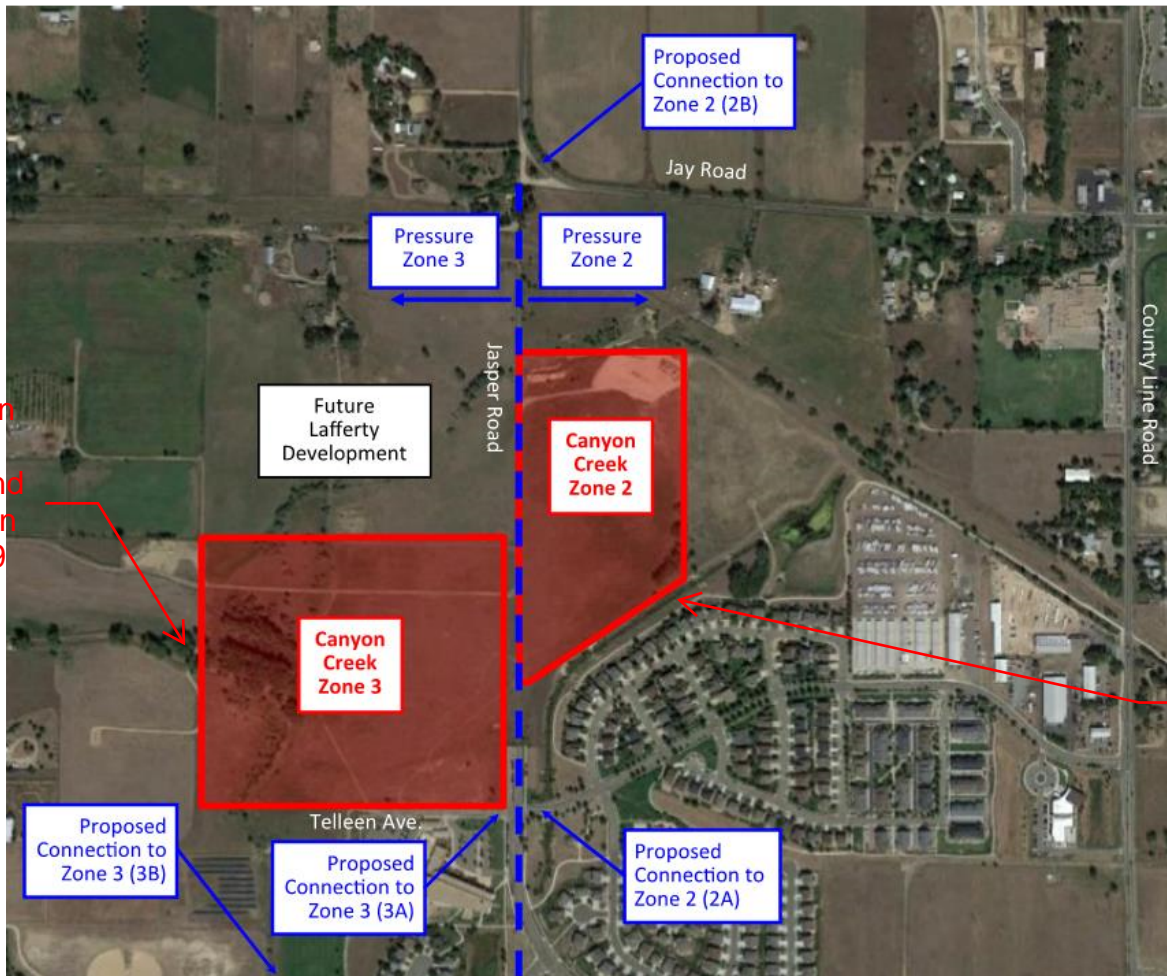 Proposed
Connection to
Zone 2 (2B)
Jay Road
Pressure
Zone 3
Pressure
Zone 2
County Line Road
Jasper Road
Future
Lafferty
Development
Canyon
Creek
Zone 2
Canyon
Creek
Zone 3
Telleen Ave.
Proposed
Connection to
Zone 3 (3B)
Proposed
Connection to
Zone 3 (3A)
Proposed
Connection to
Zone 2 (2A)